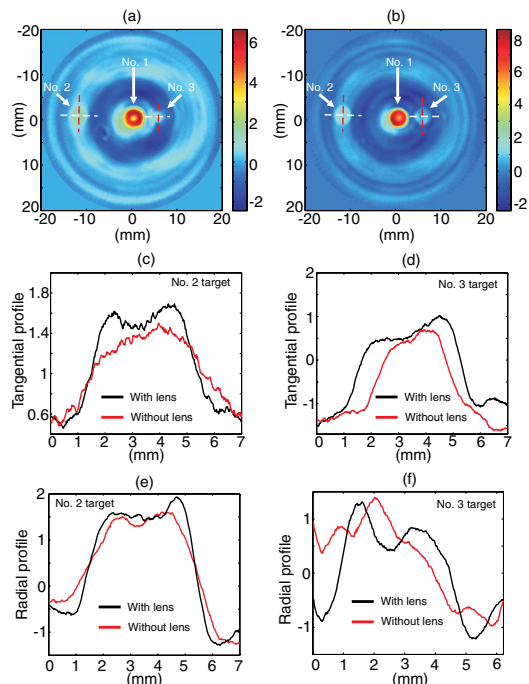 (a)
(b)
-20
-10
0
10
20
(mm)
No. 1
No. 2
No. 3
6
4
2
0
-2
No. 1
No. 2
No. 3
8
6
4
2
0
-2
-20 -10 0 10 20
(mm)
-20 -10 0 10 20
(mm)
(c)
No. 2 target
Tangential profile
1.8
1.4
1
0.6
With lens
Without lens
0 1 2 3 4 5 6 7
(mm)
(d)
No. 3 target
Tangential profile
2
1
0
-1
With lens
Without lens
0 1 2 3 4 5 6 7
(mm)
(e)
No. 2 target
Radial profile
2
1
0
-1
With lens
Without lens
0 1 2 3 4 5 6 7
(mm)
(f)
No. 3 target
Radial profile
1
0
-1
With lens
Without lens
0 1 2 3 4 5 6
(mm)